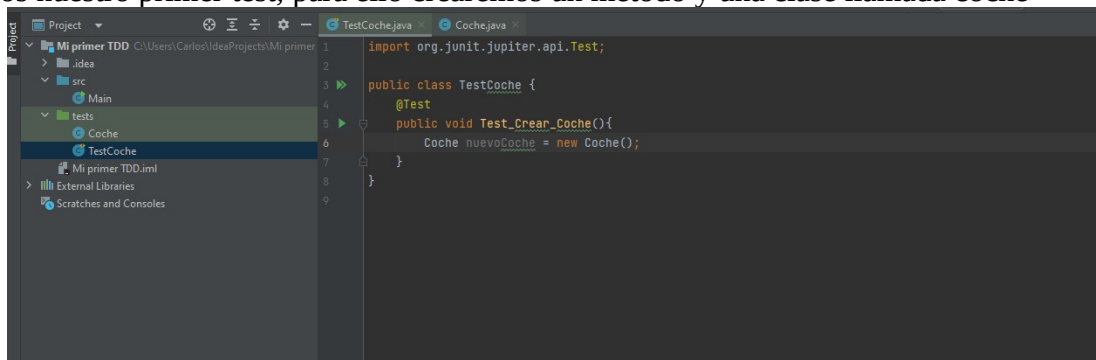 os nuestro primer test, para ello crearemos un método y una clase llamada coche
Project
Project
TestCoche.java
Coche.java
Mi primer TDD C:\Users\Carlos\IdeaProjects\Mi primer
.idea
src
Main
tests
Coche
TestCoche
Mi primer TDD.iml
External Libraries
Scratches and Consoles
1 import org.junit.jupiter.api.Test;
2
3 public class TestCoche {
4 @Test
5 public void Test_Crear_Coche(){
6 Coche nuevoCoche = new Coche();
7 }
8 }
9